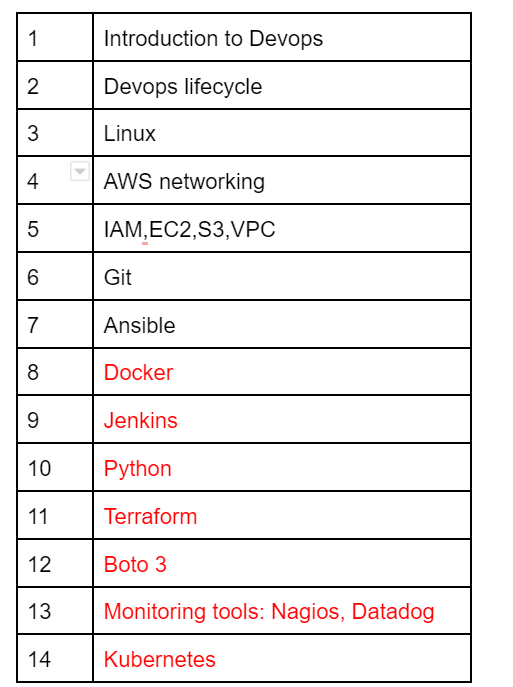 1 Introduction to Devops
2 Devops lifecycle
3 Linux
4 AWS networking
5 IAM,EC2,S3,VPC
6 Git
7 Ansible
8 Docker
9 Jenkins
10 Python
11 Terraform
12 Boto 3
13 Monitoring tools: Nagios, Datadog
14 Kubernetes